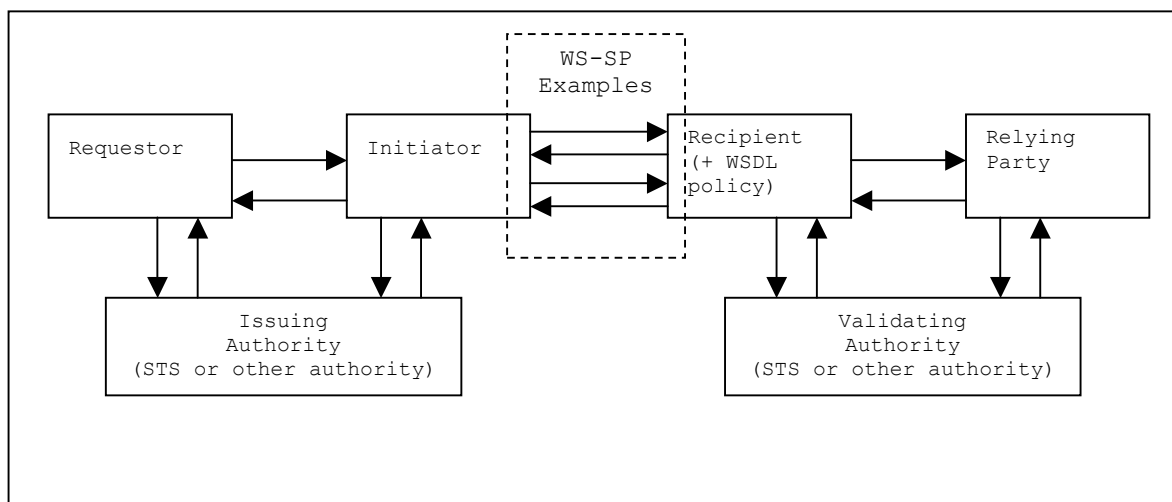 WS-SP
Examples
Requestor
Initiator
Recipient
(+ WSDL
policy)
Relying
Party
Issuing
Authority
(STS or other authority)
Validating
Authority
(STS or other authority)